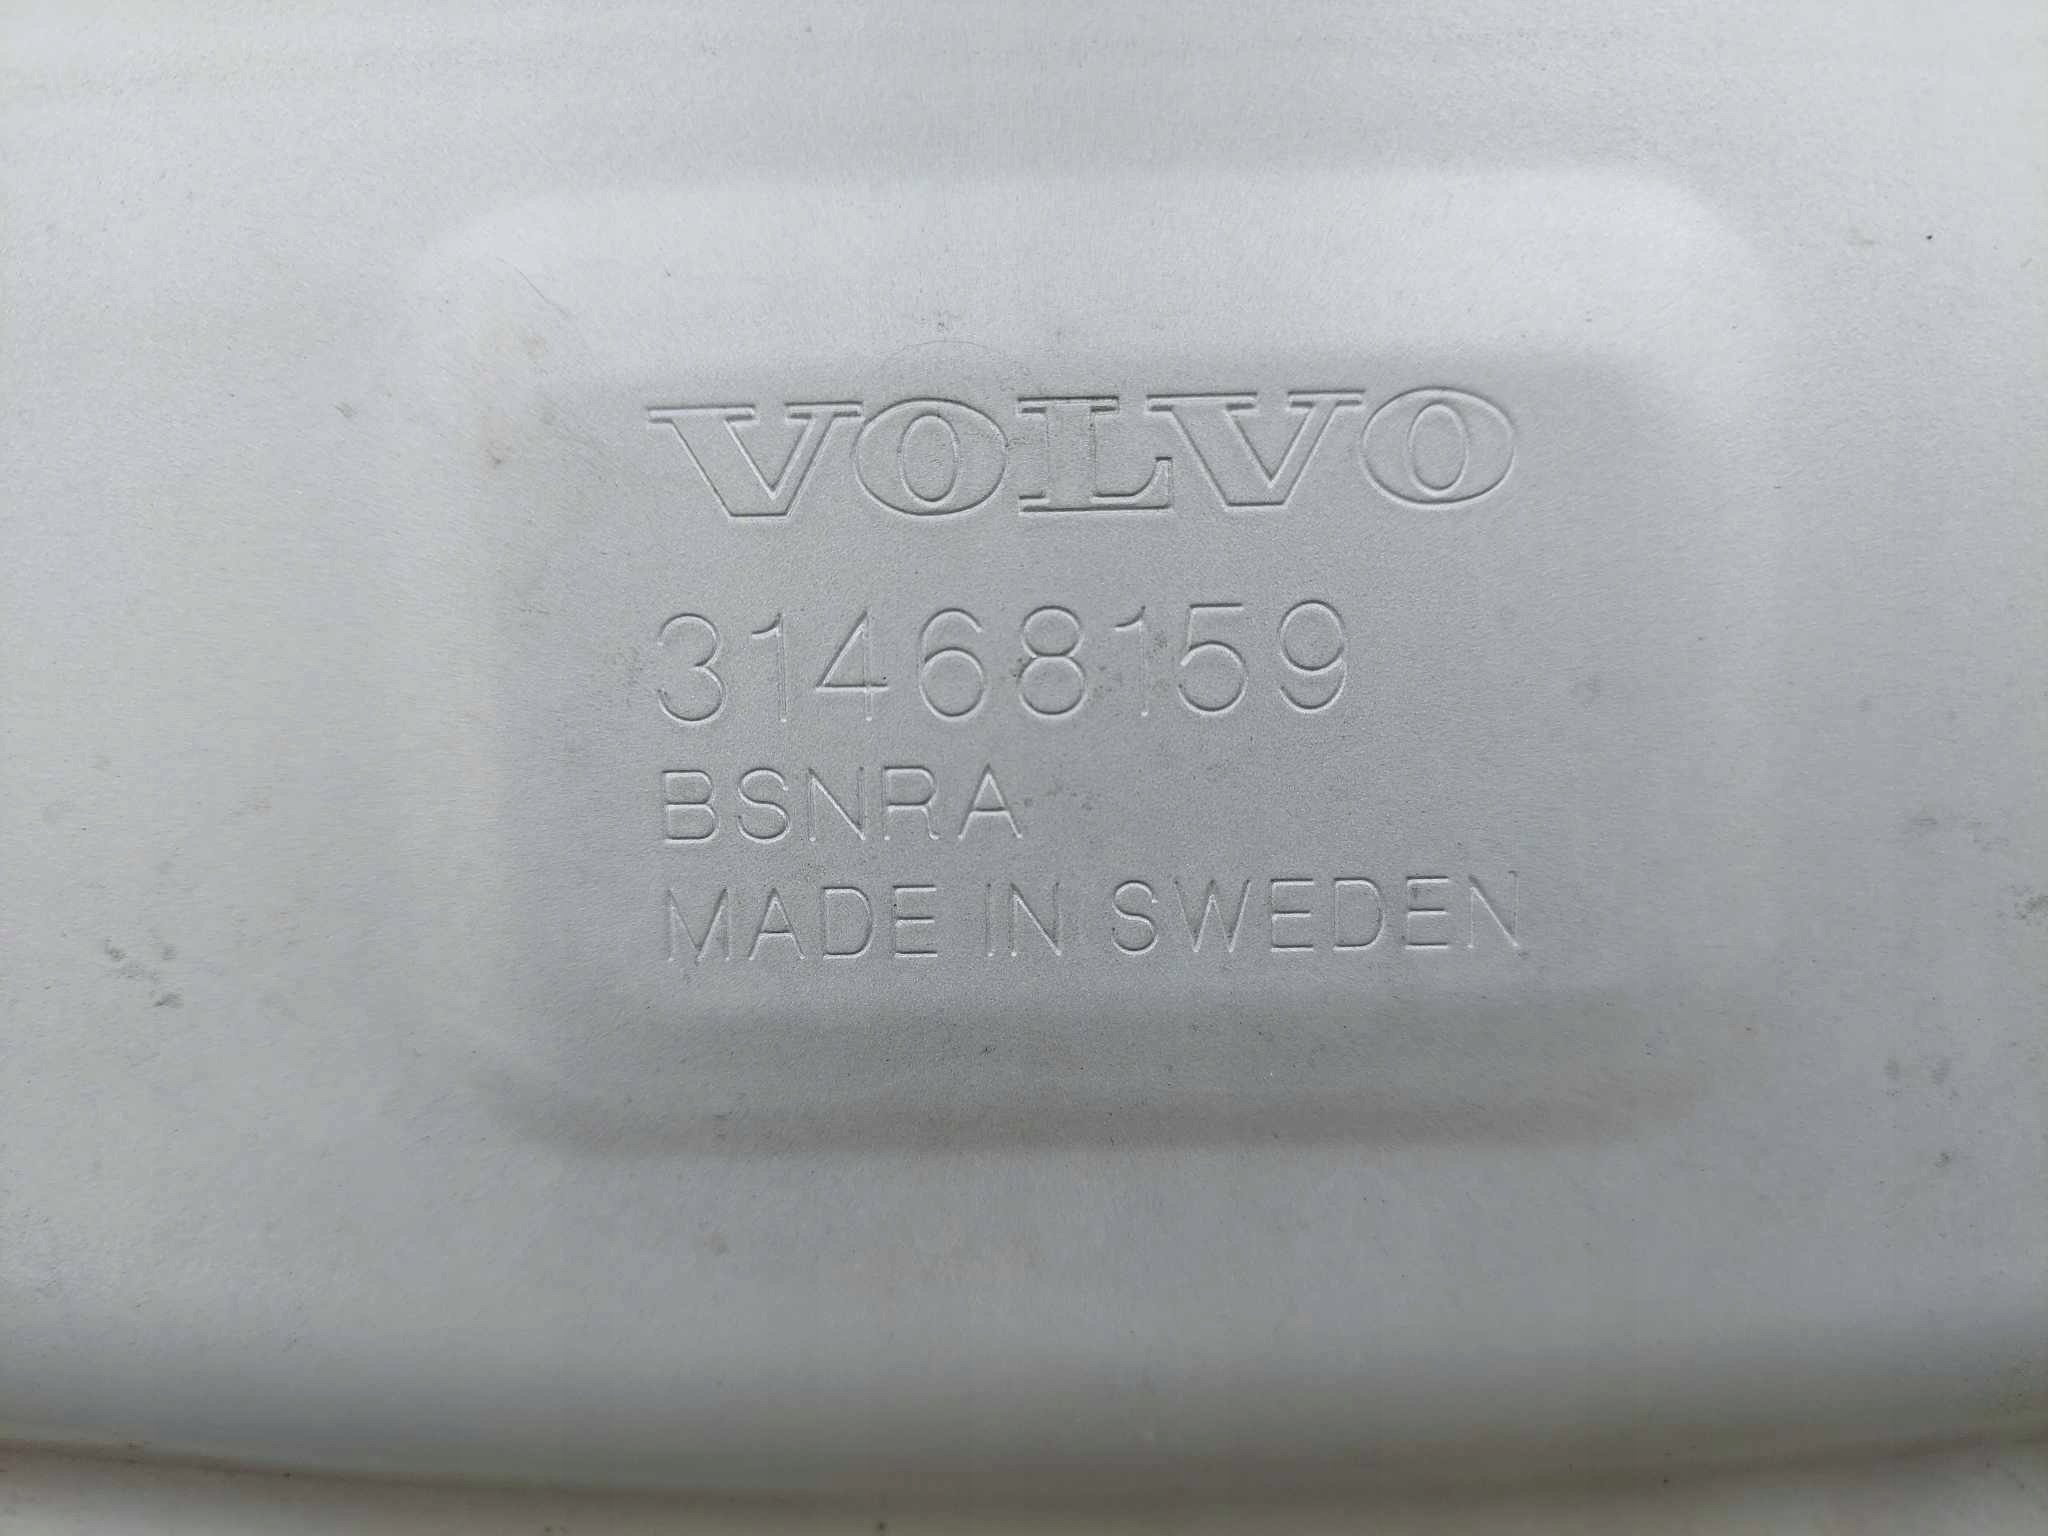 VOLVO
31468159
BSNRA
MADE IN SWEDEN